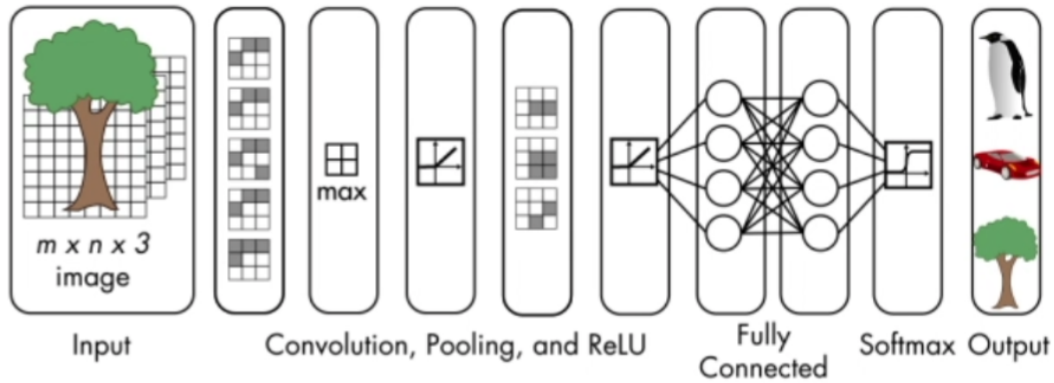 m x n x 3
image
max
Input
Convolution, Pooling, and ReLU
Fully
Connected
Softmax
Output